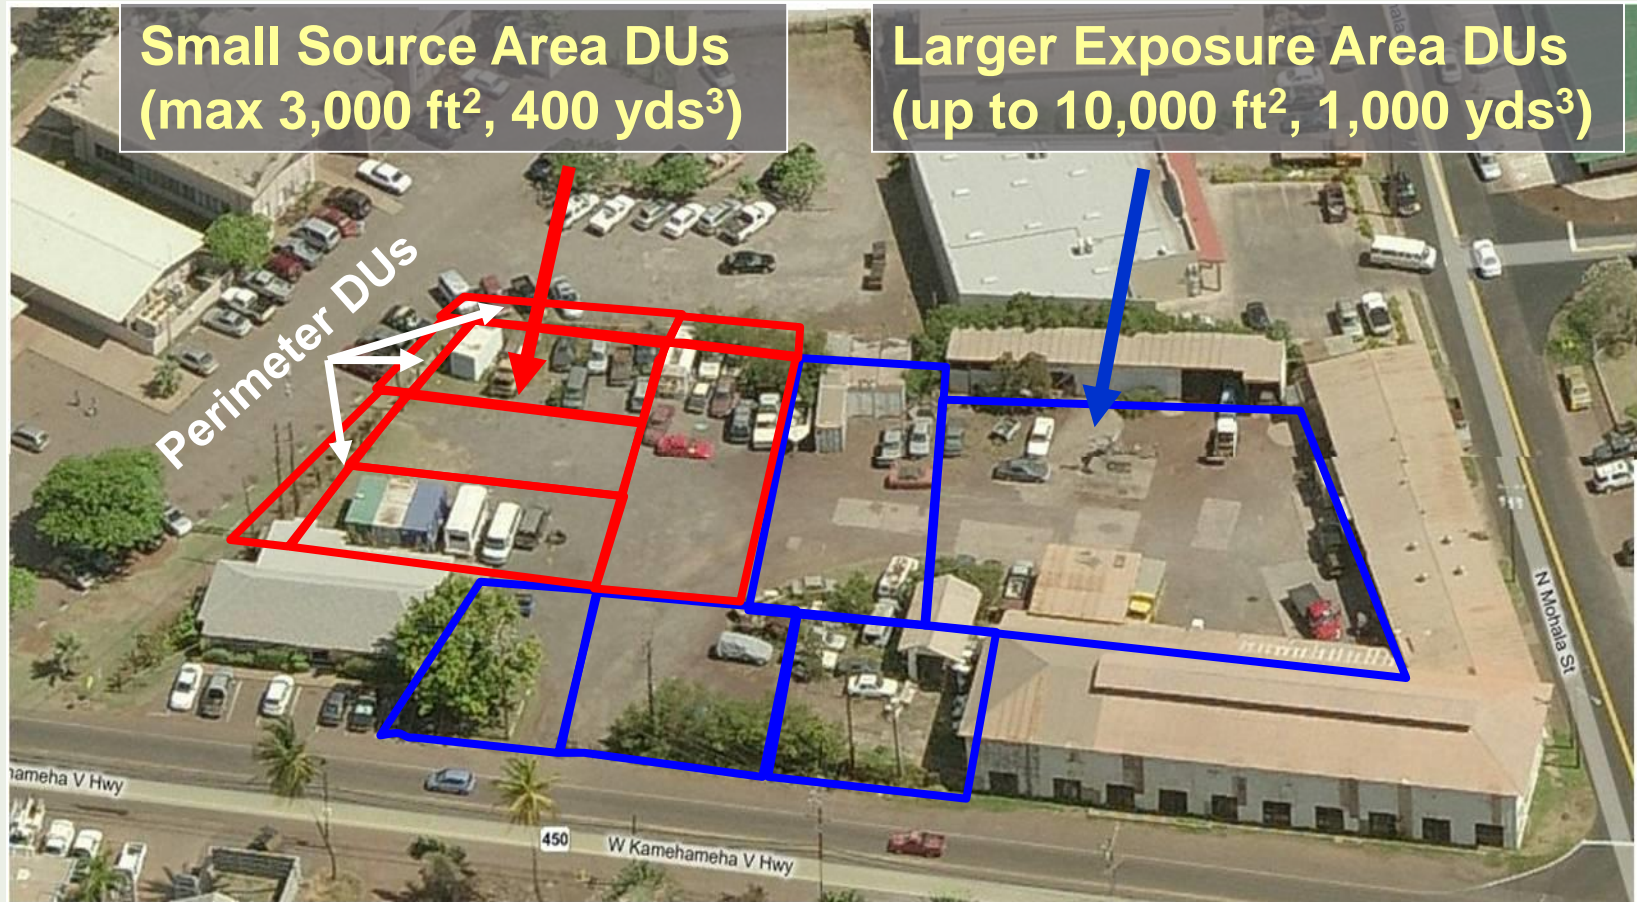 Small Source Area DUs
(max 3,000 ft², 400 yds³)
Larger Exposure Area DUs
(up to 10,000 ft², 1,000 yds³)
Perimeter DUs
N Mohala St
ameha V Hwy
450
W Kamehameha V Hwy